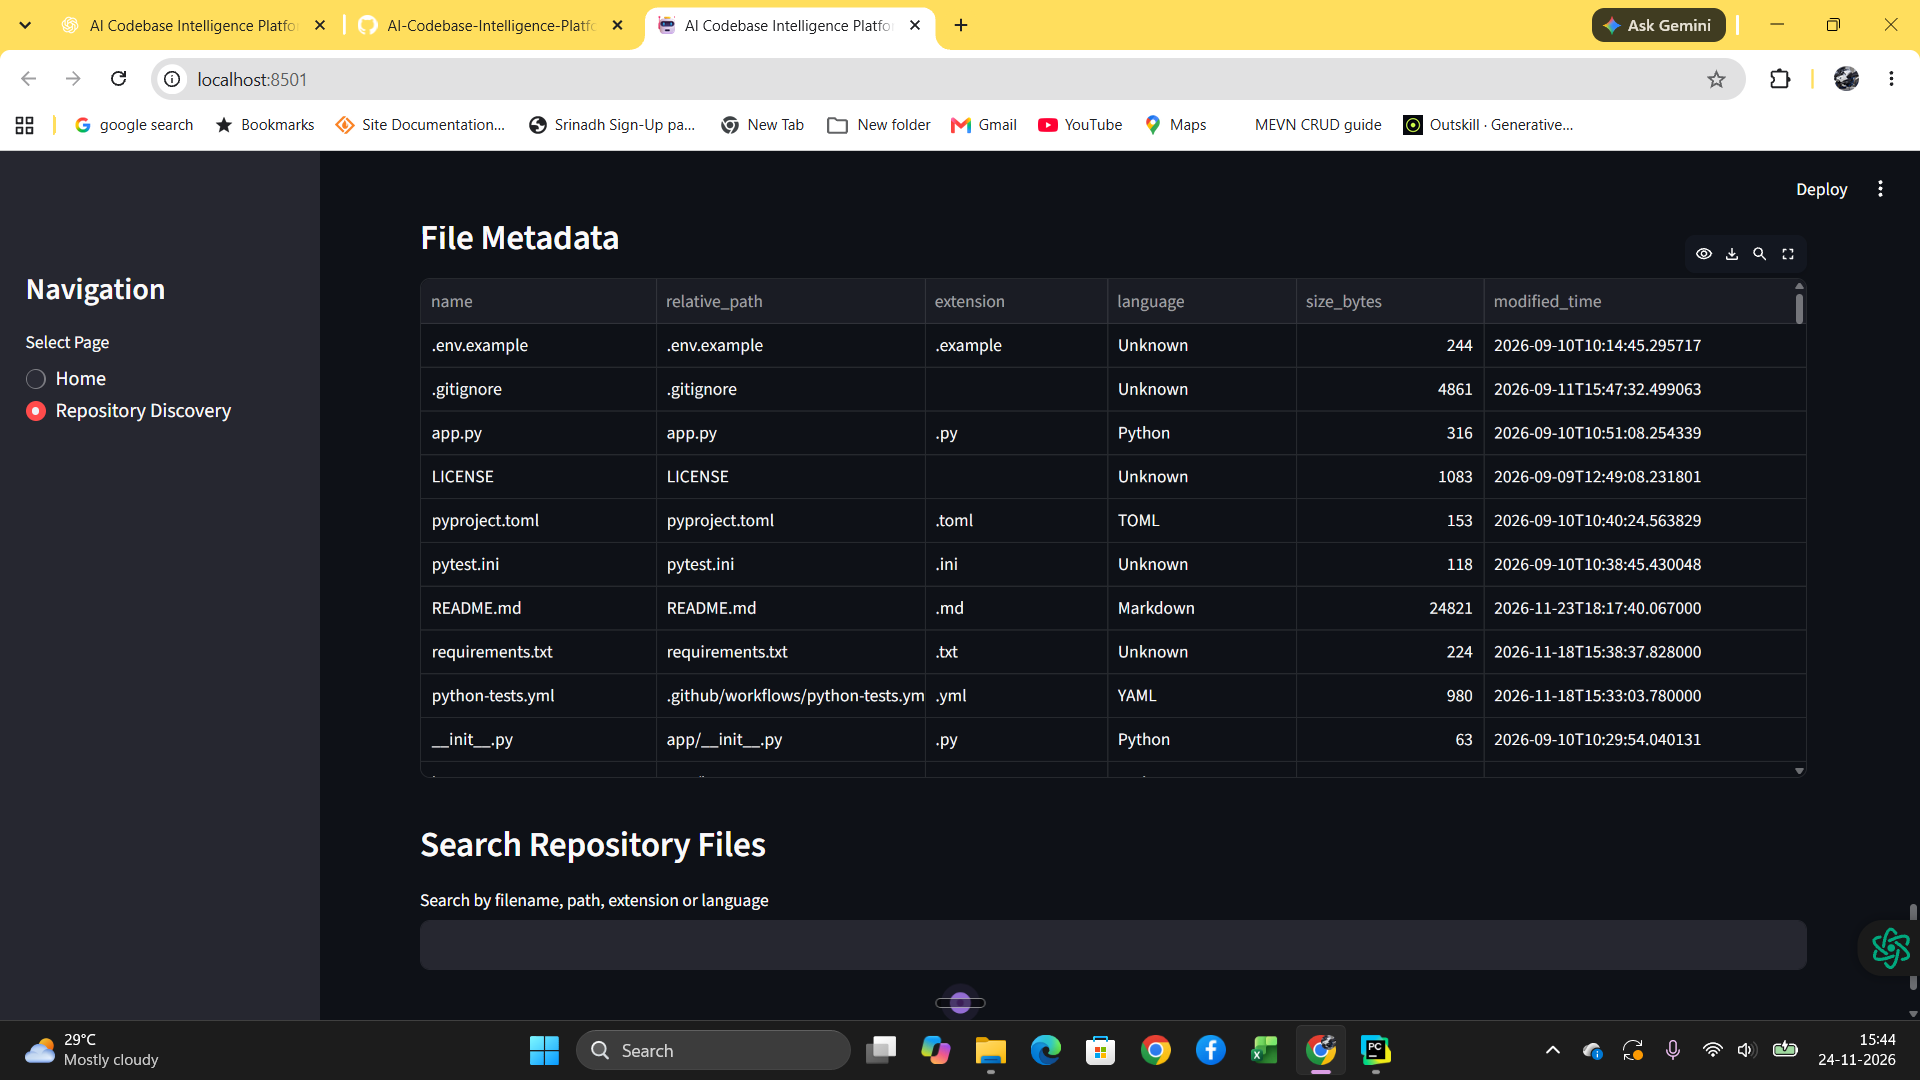 AI Codebase Intelligence Platfo
AI-Codebase-Intelligence-Platfo
AI Codebase Intelligence Platfo
Ask Gemini
localhost:8501
google search
Bookmarks
Site Documentation...
Srinadh Sign-Up pa...
New Tab
New folder
Gmail
YouTube
Maps
MEVN CRUD guide
Outskill · Generative...
Deploy
Navigation
Select Page
Home
Repository Discovery
File Metadata
name relative_path extension language size_bytes modified_time
.env.example .env.example .example Unknown 244 2026-09-10T10:14:45.295717
.gitignore .gitignore Unknown 4861 2026-09-11T15:47:32.499063
app.py app.py .py Python 316 2026-09-10T10:51:08.254339
LICENSE LICENSE Unknown 1083 2026-09-09T12:49:08.231801
pyproject.toml pyproject.toml .toml TOML 153 2026-09-10T10:40:24.563829
pytest.ini pytest.ini .ini Unknown 118 2026-09-10T10:38:45.430048
README.md README.md .md Markdown 24821 2026-11-23T18:17:40.067000
requirements.txt requirements.txt .txt Unknown 224 2026-11-18T15:38:37.828000
python-tests.yml .github/workflows/python-tests.ym .yml YAML 980 2026-11-18T15:33:03.780000
__init__.py app/__init__.py .py Python 63 2026-09-10T10:29:54.040131
Search Repository Files
Search by filename, path, extension or language
29°C
Mostly cloudy
Search
PC
15:44
24-11-2026